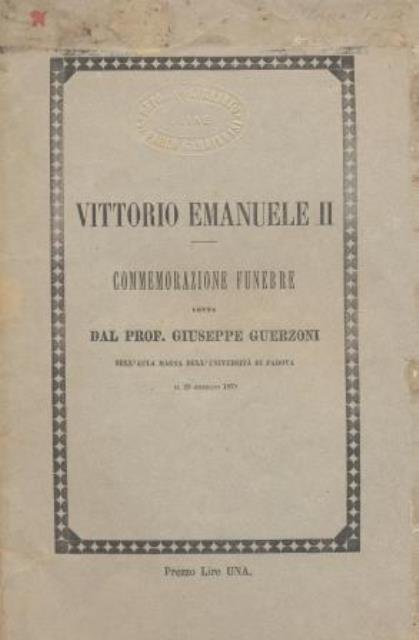 VITTORIO EMANUELE II
COMMEMORAZIONE FUNEBRE
LETTA
DAL PROF. GIUSEPPE GUERZONI
NELL'AULA MAGNA DELL'UNIVERSITÀ DI PADOVA
1878
Prezzo Lire UNA.